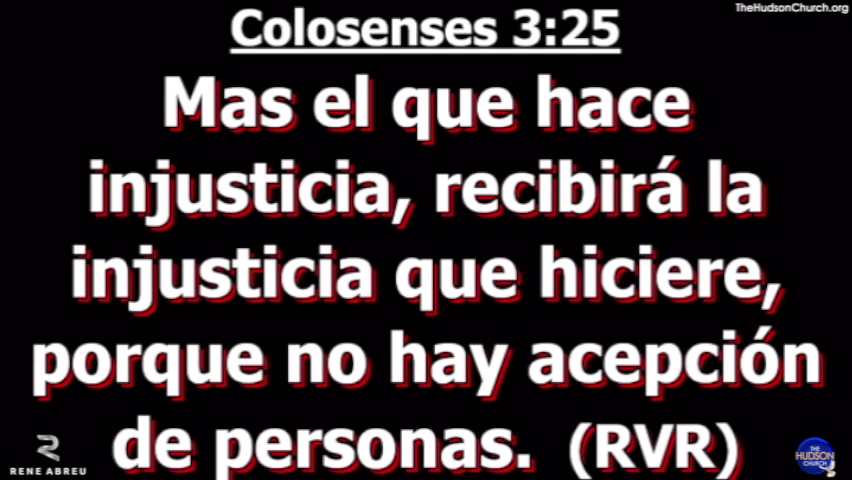 TheHudsonChurch.org
Colosenses 3:25
Mas el que hace
injusticia, recibirá la
injusticia que hiciere,
porque no hay acepción
de personas. (RVR)
RENE ABREU
THE
HUDSON
CHURCH